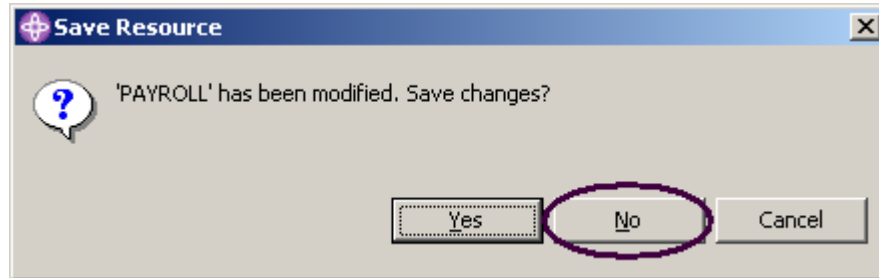 Save Resource
'PAYROLL' has been modified. Save changes?
Yes No Cancel